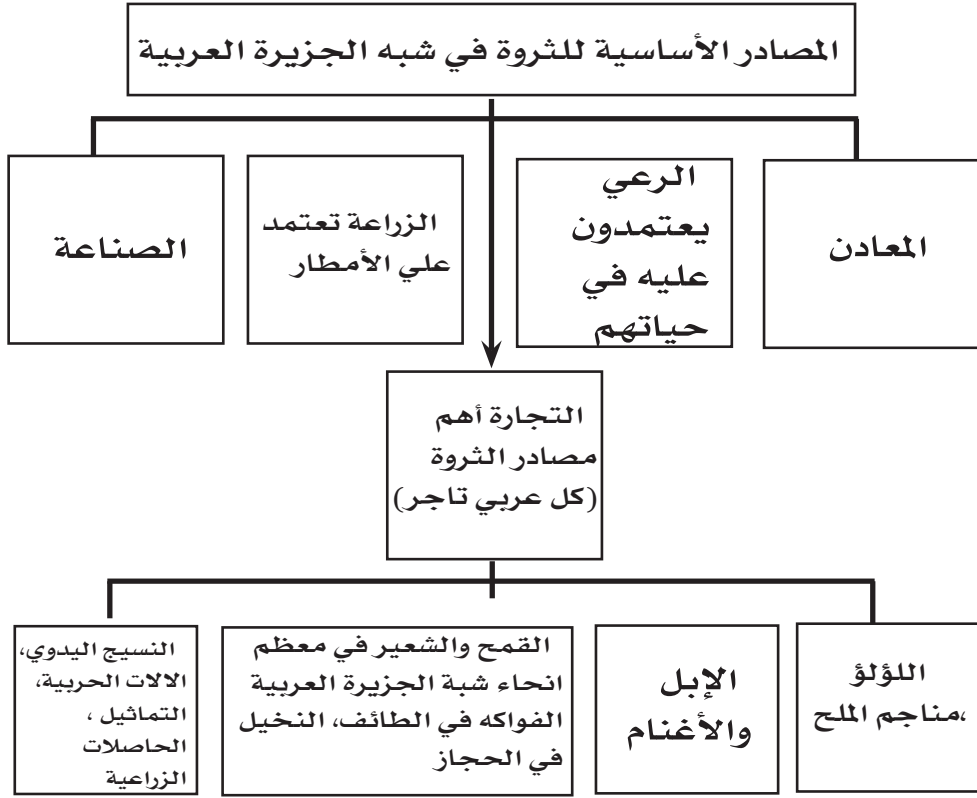 المصادر الأساسية للثروة في شبه الجزيرة العربية
المعادن
الرعي
يعتمدون
عليه في
حياتهم
الزراعة تعتمد
علي الأمطار
الصناعة
التجارة أهم
مصادر الثروة
(كل عربي تاجر)
اللؤلؤ
،مناجم الملح
الإبل
والأغنام
القمح والشعير في معظم
انحاء شبة الجزيرة العربية
الفواكه في الطائف، النخيل
في الحجاز
النسيج اليدوي،
الالات الحربية،
التماثيل ،
الحاصلات
الزراعية